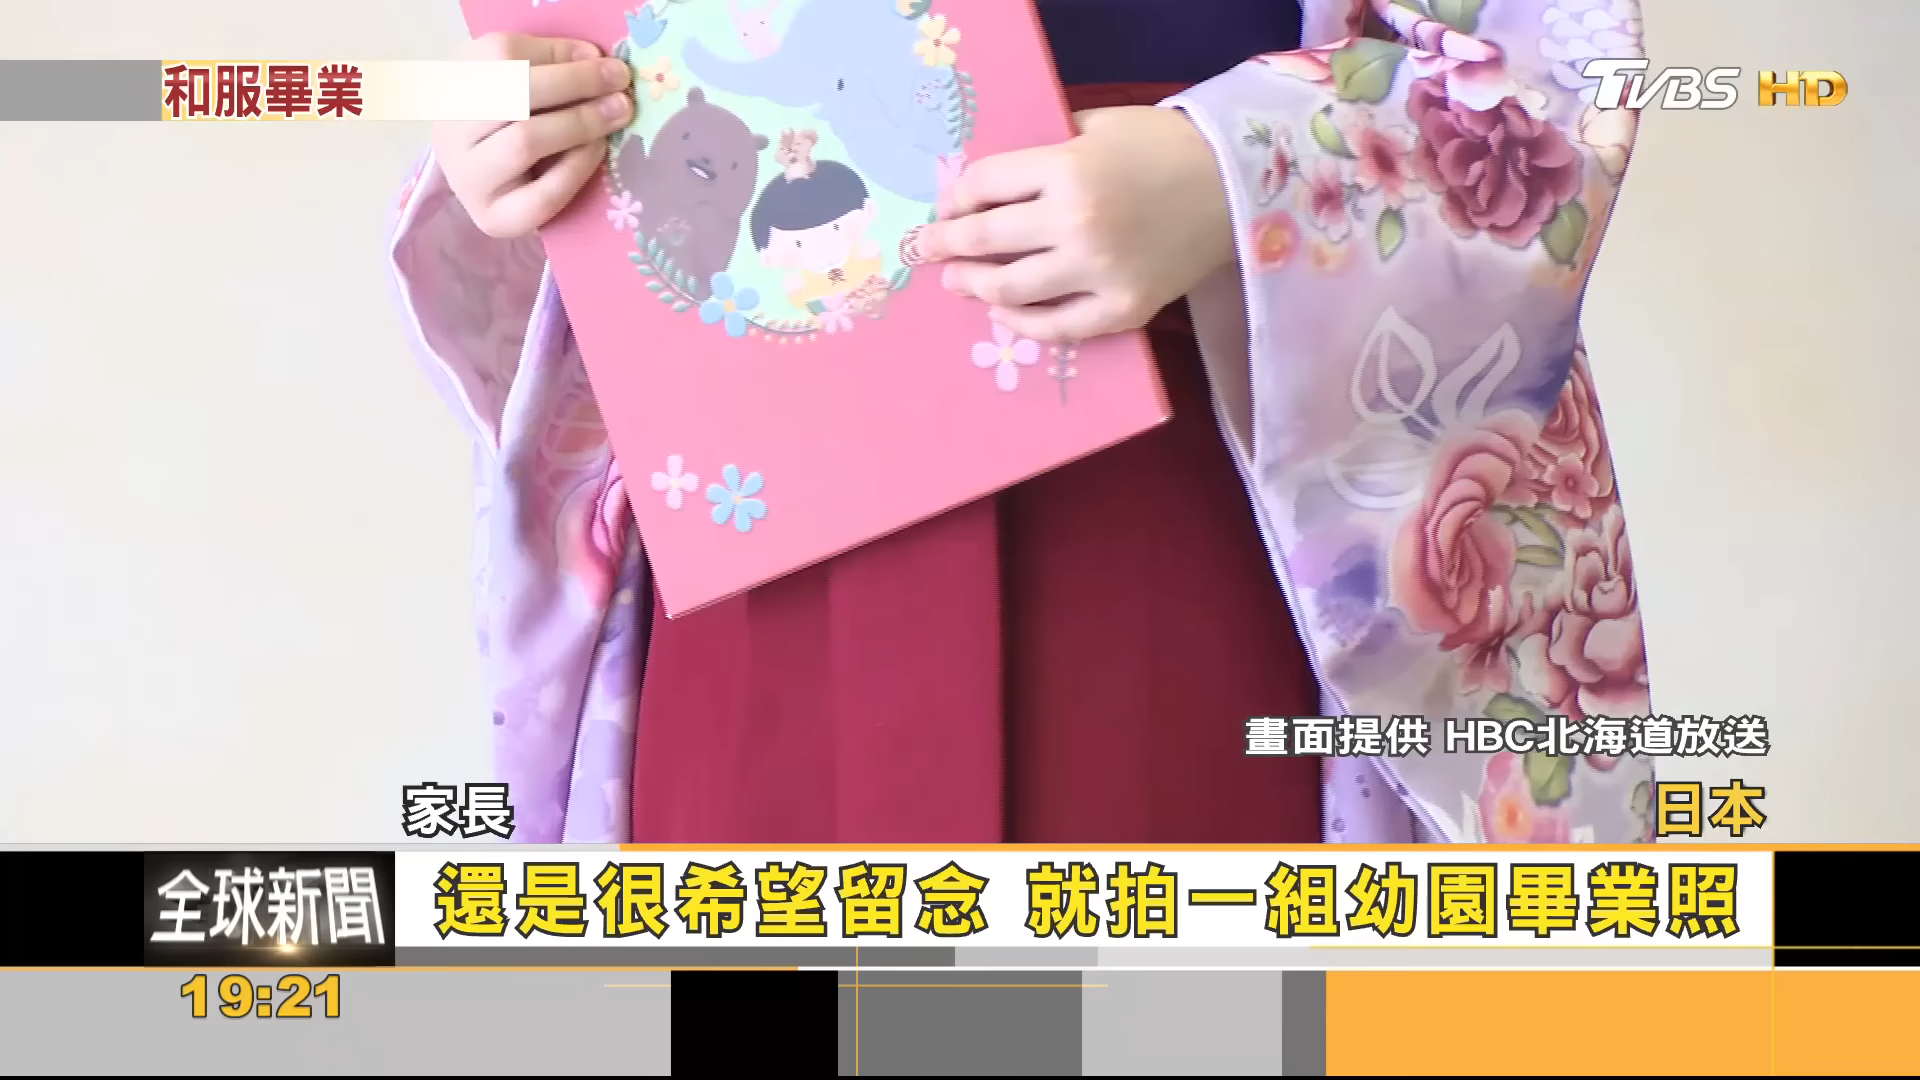 和服畢業
TVBS HD
畫面提供 HBC北海道放送
家長
日本
全球新聞
還是很希望留念 就拍一組幼園畢業照
19:21